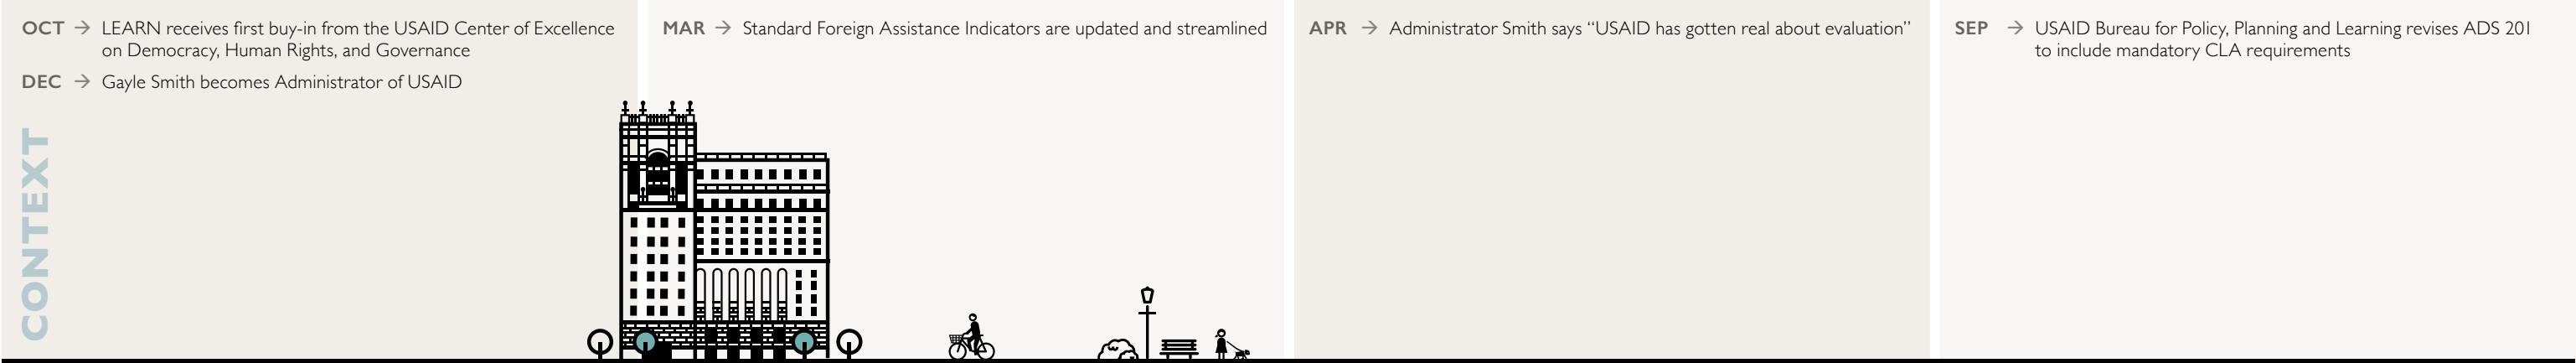 OCT → LEARN receives first buy-in from the USAID Center of Excellence
on Democracy, Human Rights, and Governance
DEC → Gayle Smith becomes Administrator of USAID
CONTEXT
MAR → Standard Foreign Assistance Indicators are updated and streamlined
APR → Administrator Smith says “USAID has gotten real about evaluation”
SEP → USAID Bureau for Policy, Planning and Learning revises ADS 201
to include mandatory CLA requirements